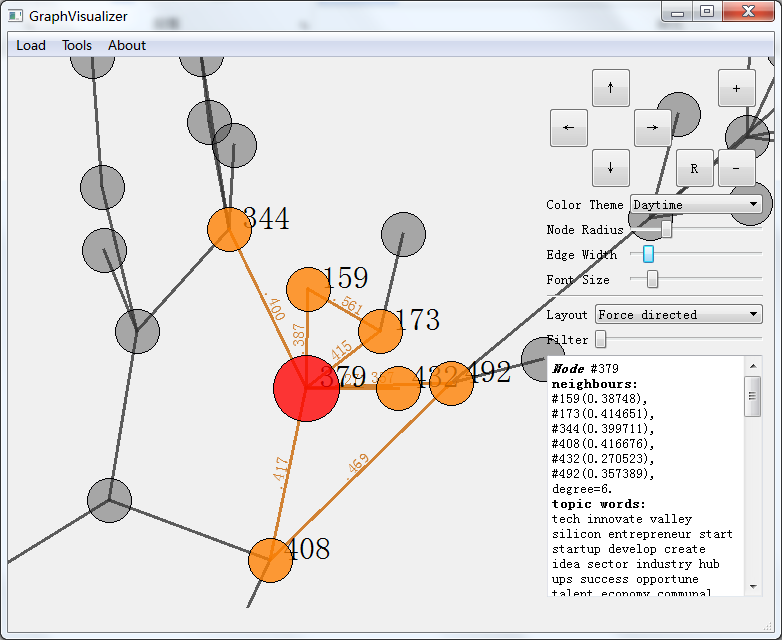 GraphVisualizer
Load Tools About
↑ +
← →
↓ R −
Color Theme Daytime
Node Radius
Edge Width
Font Size
Layout Force directed
Filter
344
159
.561
.400
.387
173
.415
379
.357
432
492
.417
.469
408
Node #379
neighbours:
#159(0.38748),
#173(0.414651),
#344(0.399711),
#408(0.416676),
#432(0.270523),
#492(0.357389),
degree=6.
topic words:
tech innovate valley
silicon entrepreneur start
startup develop create
idea sector industry hub
ups success opportune
talent economy communal